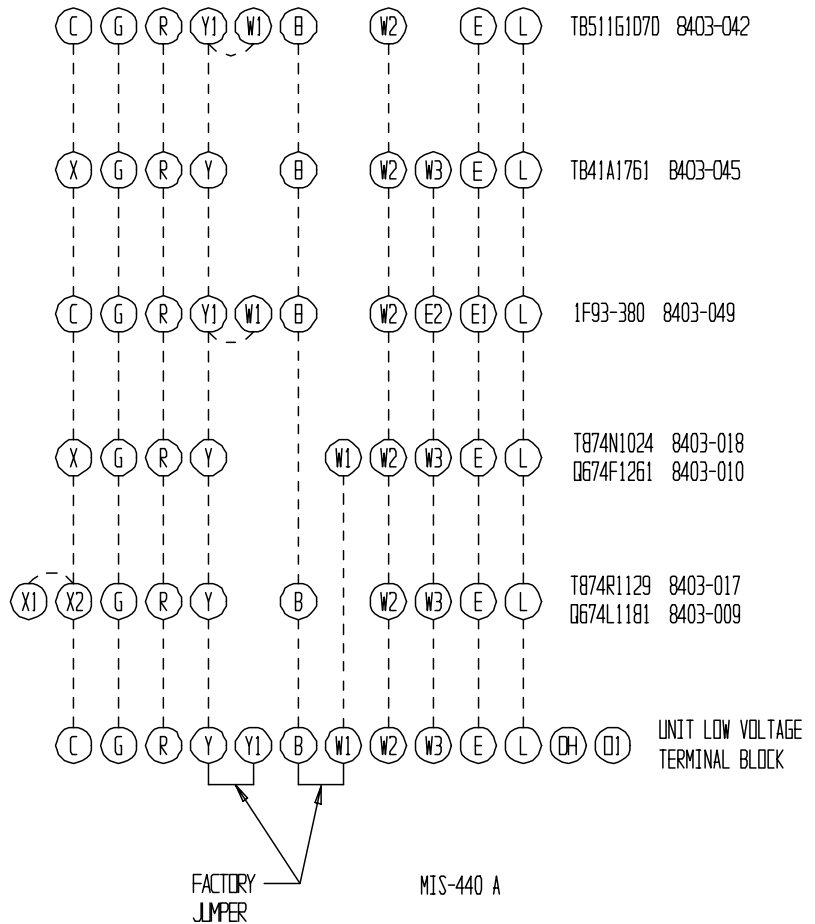 C G R Y1 W1 B W2 E L TB511G1D7D 8403-042
X G R Y B W2 W3 E L TB41A1761 8403-045
C G R Y1 W1 B W2 E2 E1 L 1F93-380 8403-049
X G R Y W1 W2 W3 E L T874N1024 8403-018
Q674F1261 8403-010
X1 X2 G R Y B W2 W3 E L T874R1129 8403-017
Q674L1181 8403-009
C G R Y Y1 B W1 W2 W3 E L OH O1 UNIT LOW VOLTAGE
TERMINAL BLOCK
FACTORY
JUMPER
MIS-440 A